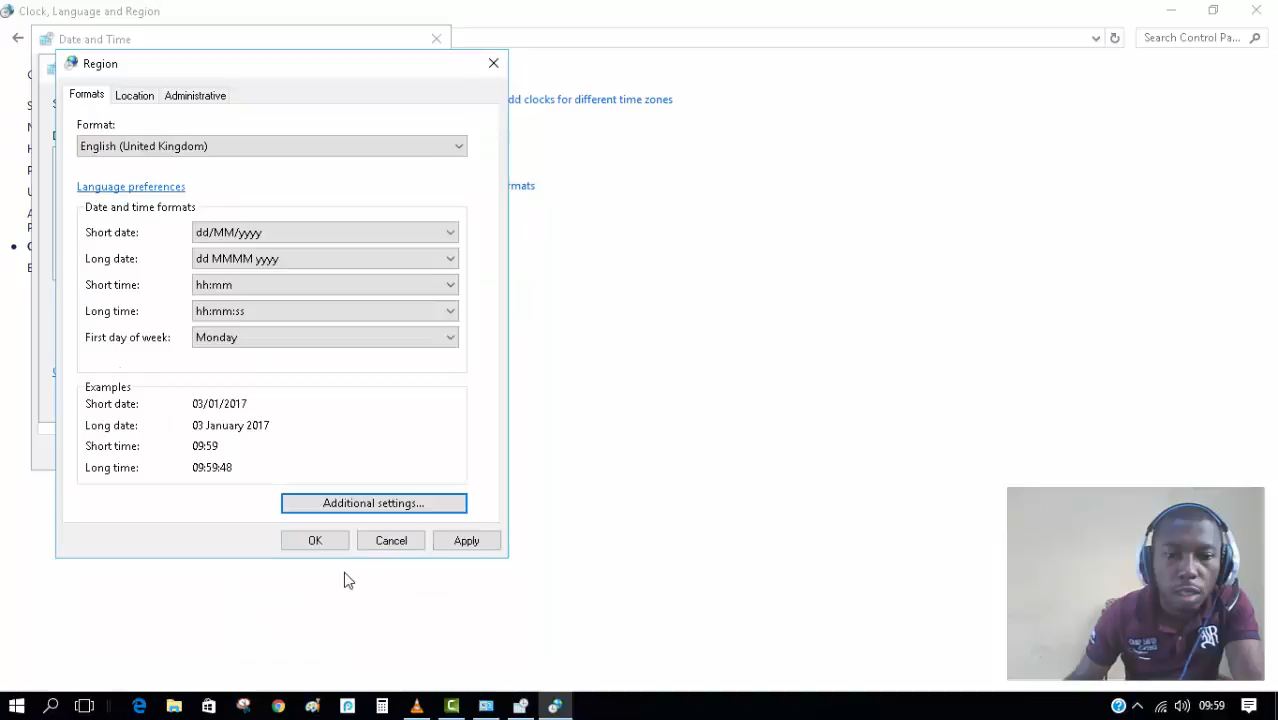 Clock, Language and Region
Date and Time
Search Control Pa...
Region
Formats Location Administrative
dd clocks for different time zones
Format:
English (United Kingdom)
Language preferences
rmats
Date and time formats
Short date: dd/MM/yyyy
Long date: dd MMMM yyyy
Short time: hh:mm
Long time: hh:mm:ss
First day of week: Monday
Examples
Short date: 03/01/2017
Long date: 03 January 2017
Short time: 09:59
Long time: 09:59:48
Additional settings...
OK Cancel Apply
09:59